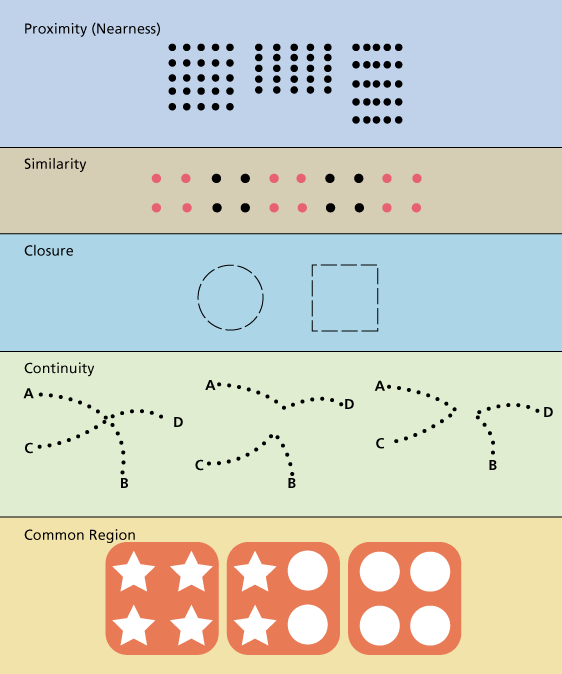 Proximity (Nearness)
Similarity
Closure
Continuity
A
D
C
B
A
D
C
B
A
D
C
B
Common Region